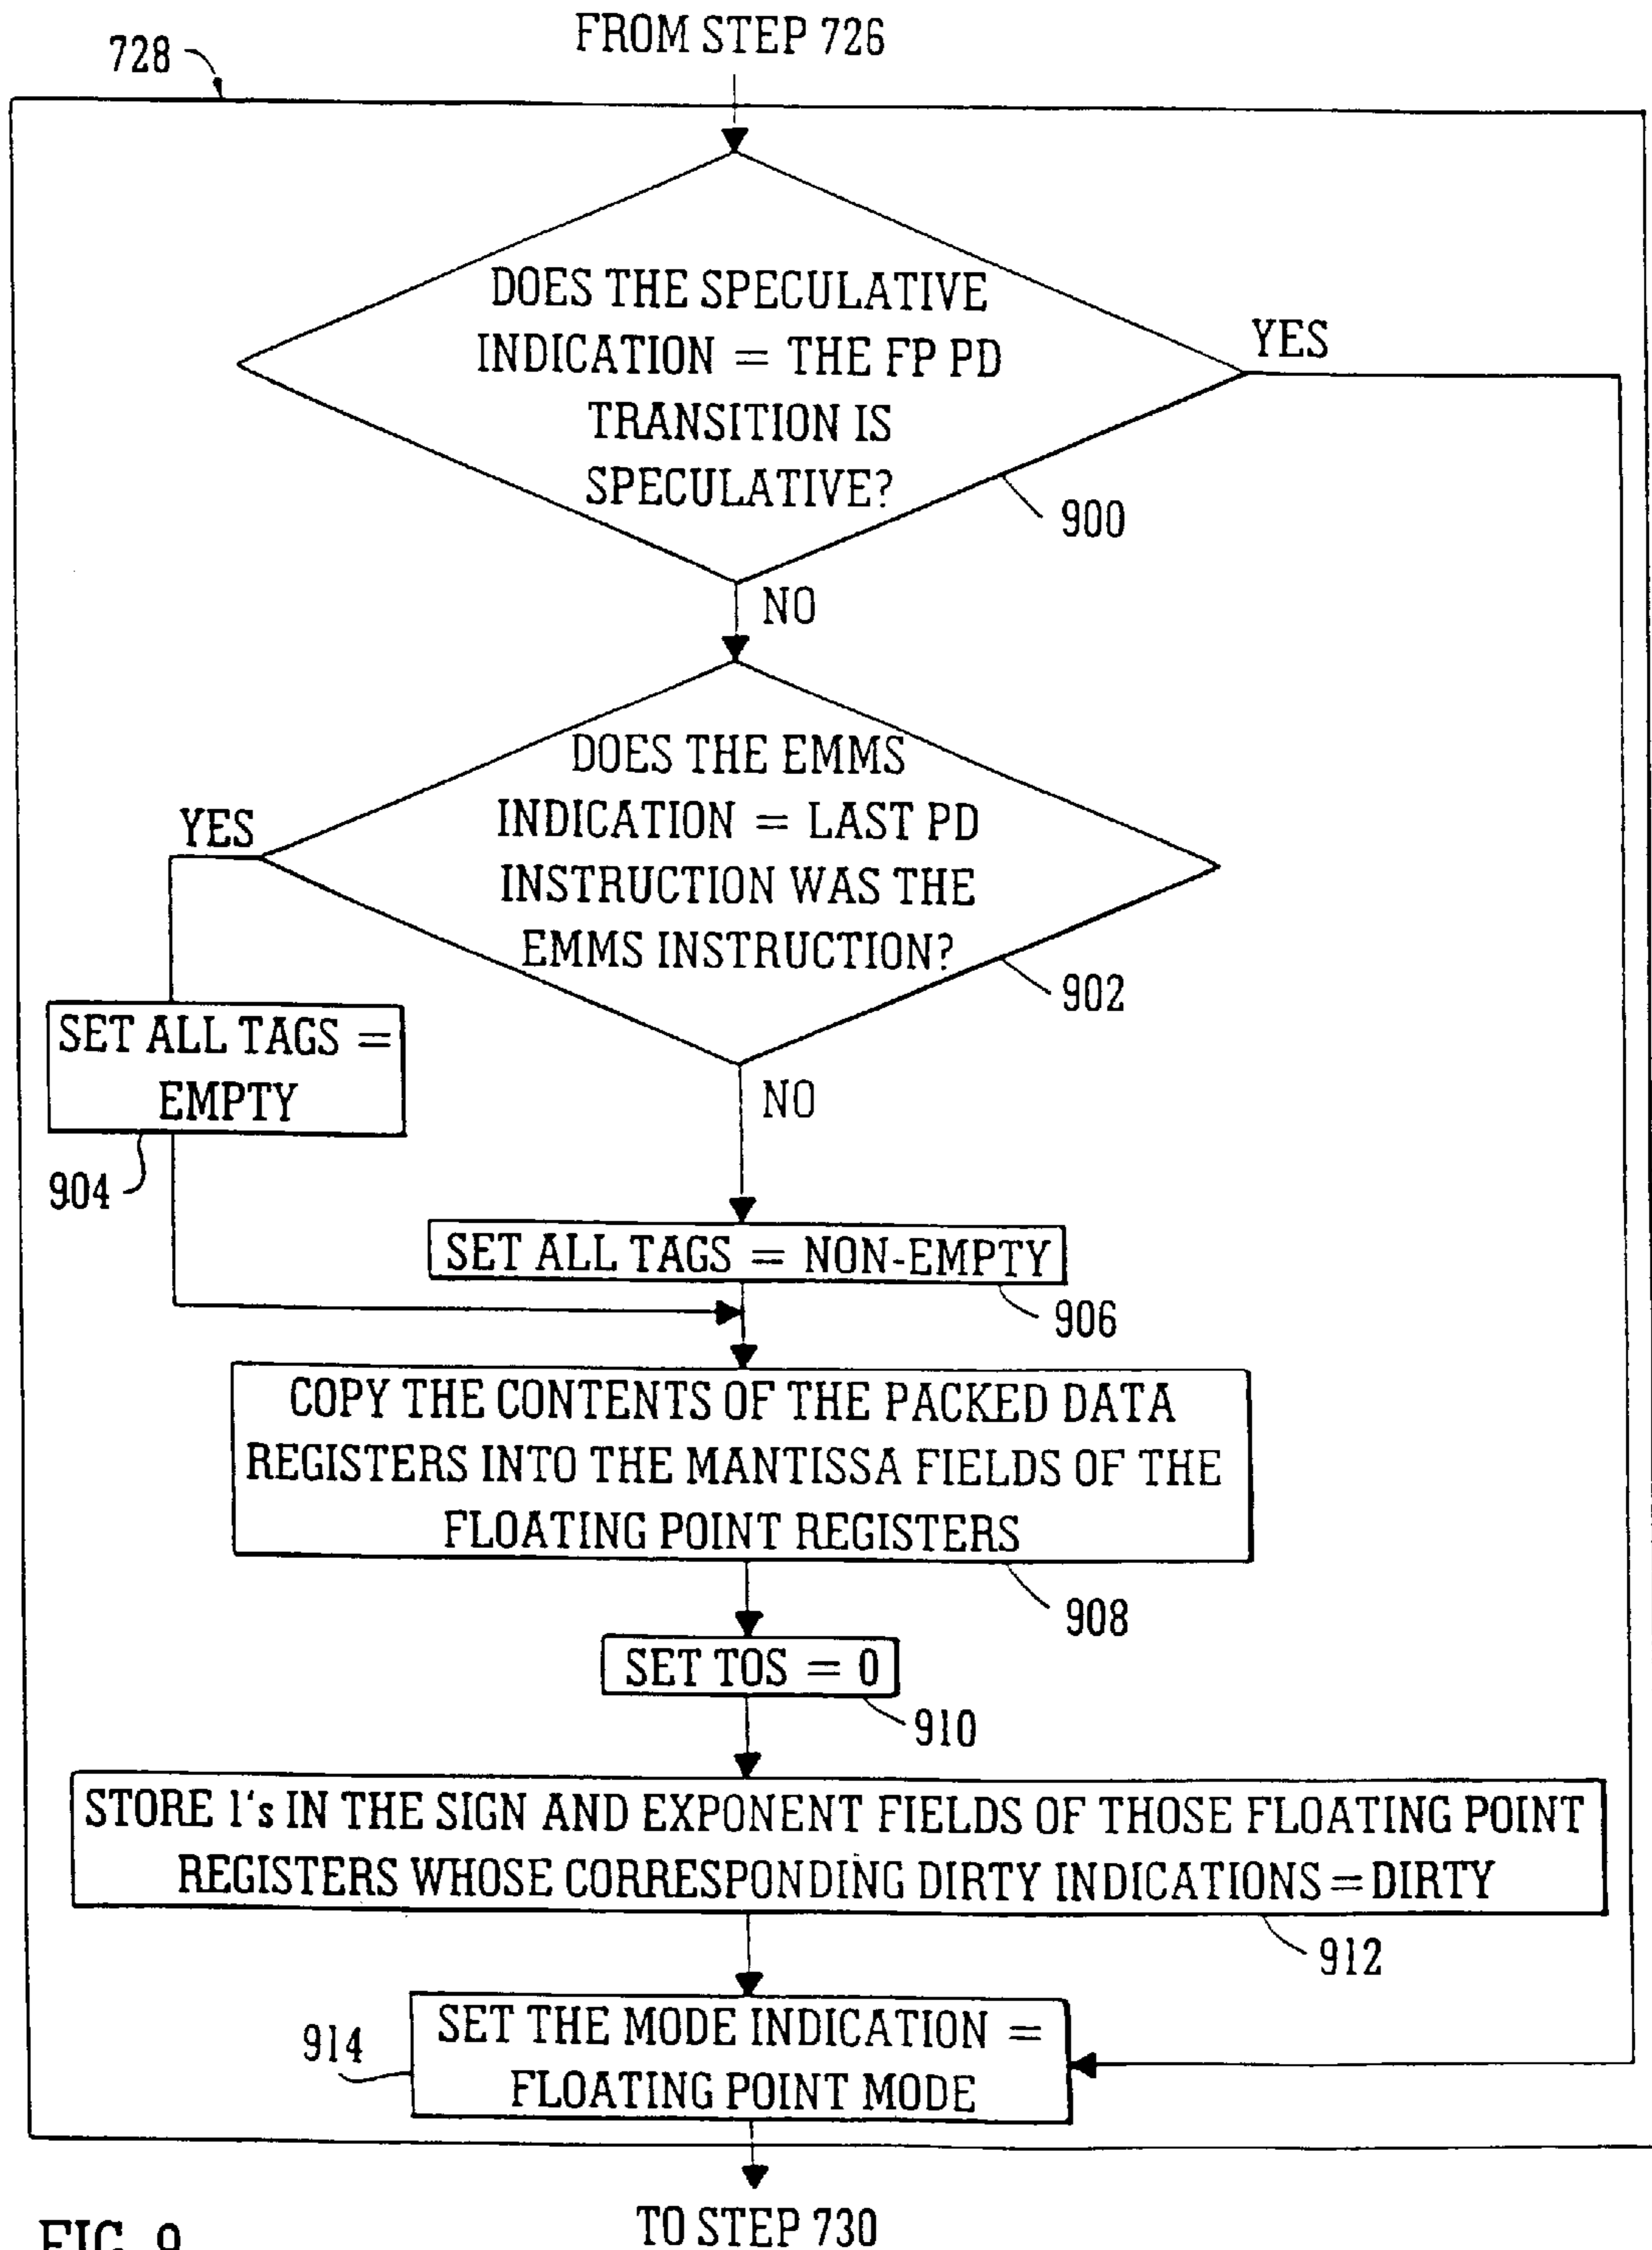 FROM STEP 726
728
DOES THE SPECULATIVE
INDICATION = THE FP PD
TRANSITION IS
SPECULATIVE?
YES
900
NO
DOES THE EMMS
INDICATION = LAST PD
INSTRUCTION WAS THE
EMMS INSTRUCTION?
YES
902
NO
SET ALL TAGS =
EMPTY
904
SET ALL TAGS = NON-EMPTY
906
COPY THE CONTENTS OF THE PACKED DATA
REGISTERS INTO THE MANTISSA FIELDS OF THE
FLOATING POINT REGISTERS
908
SET TOS = 0
910
STORE 1's IN THE SIGN AND EXPONENT FIELDS OF THOSE FLOATING POINT
REGISTERS WHOSE CORRESPONDING DIRTY INDICATIONS = DIRTY
912
SET THE MODE INDICATION =
FLOATING POINT MODE
914
TO STEP 730
FIG. 9